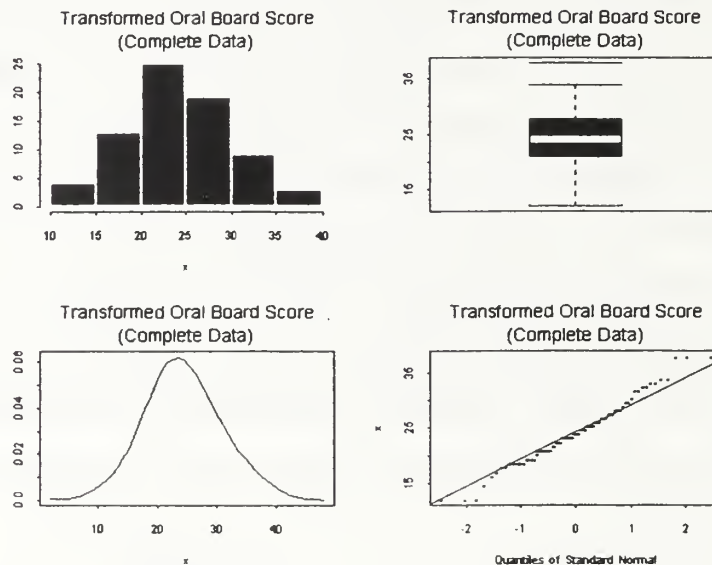 Transformed Oral Board Score
(Complete Data)
25
20
15
10
5
0
10 15 20 25 30 35 40
x
Transformed Oral Board Score
(Complete Data)
36
26
16
Transformed Oral Board Score
(Complete Data)
0.06
0.04
0.02
0.0
10 20 30 40
x
Transformed Oral Board Score
(Complete Data)
36
26
15
x
-2 -1 0 1 2
Quantiles of Standard Normal